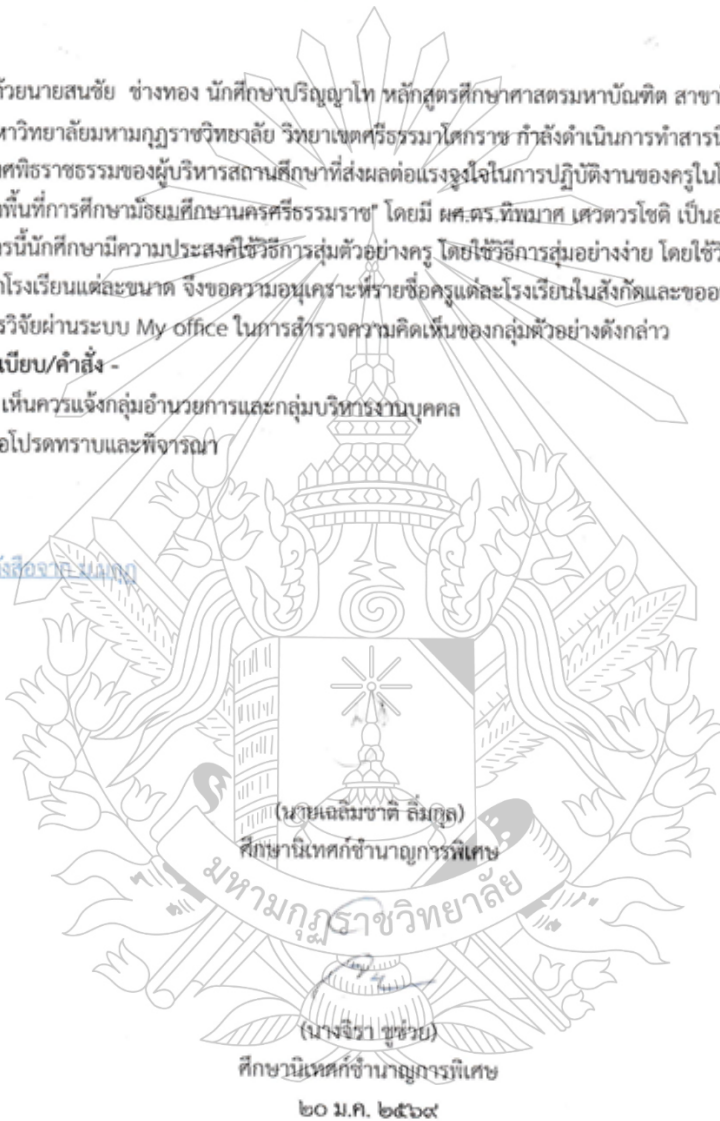 ด้วยนายสนชัย ช่างทอง นักศึกษาปริญญาโท หลักสูตรศึกษาศาสตรมหาบัณฑิต สาขา
หาวิทยาลัยมหามกุฏราชวิทยาลัย วิทยาเขตศรีธรรมาโศกราช กำลังดำเนินการทำสารนิ
ศพิธราชธรรมของผู้บริหารสถานศึกษาที่ส่งผลต่อแรงจูงใจในการปฏิบัติงานของครูในโ
พื้นที่การศึกษามัธยมศึกษานครศรีธรรมราช" โดยมี ผศ.ดร.ทิพมาศ เศวตวรโชติ เป็นอ
รนี้นักศึกษามีความประสงค์ใช้วิธีการสุ่มตัวอย่างครู โดยใช้วิธีการสุ่มอย่างง่าย โดยใช้วิ
โรงเรียนแต่ละขนาด จึงขอความอนุเคราะห์รายชื่อครูแต่ละโรงเรียนในสังกัดและขออ
รวิจัยผ่านระบบ My office ในการสำรวจความคิดเห็นของกลุ่มตัวอย่างดังกล่าว
เบียบ/คำสั่ง -
เห็นควรแจ้งกลุ่มอำนวยการและกลุ่มบริหารงานบุคคล
อโปรดทราบและพิจารณา
ังสือจาก ม.มกุฏ
(นายเฉลิมชาติ ลิ่มกุล)
ศึกษานิเทศก์ชำนาญการพิเศษ
มหามกุฏราชวิทยาลัย
(นางจิรา ชูช่วย)
ศึกษานิเทศก์ชำนาญการพิเศษ
๒๐ ม.ค. ๒๕๖๙